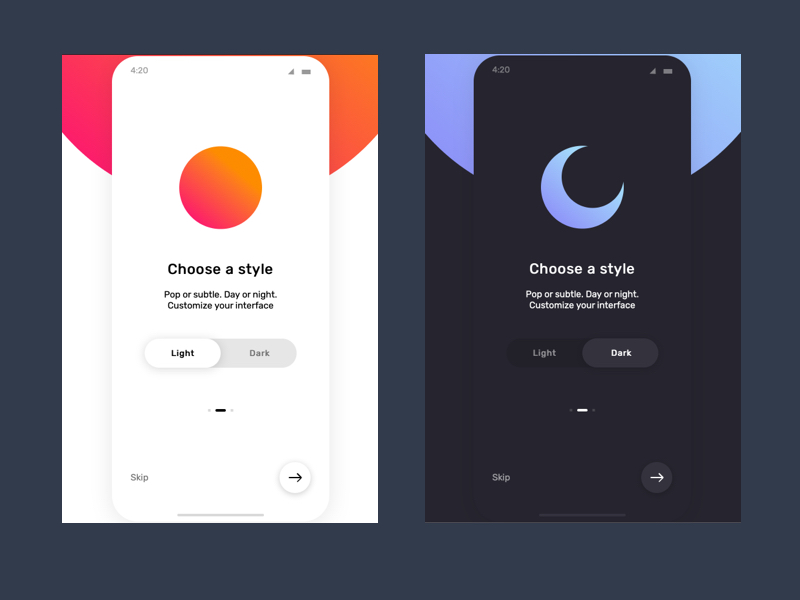 4:20
Choose a style
Pop or subtle. Day or night.
Customize your interface
Light Dark
Skip
4:20
Choose a style
Pop or subtle. Day or night.
Customize your interface
Light Dark
Skip